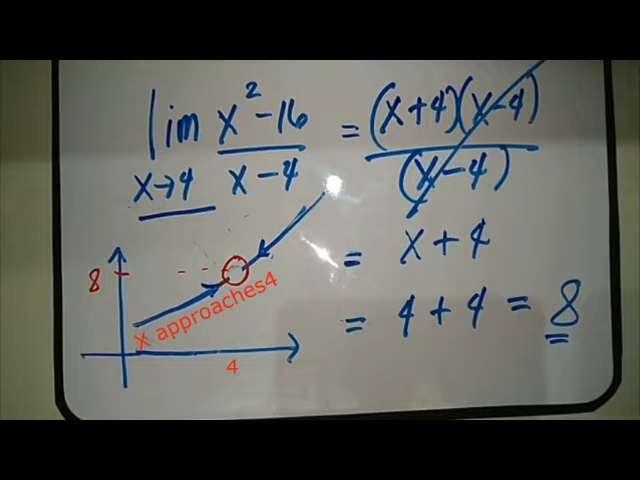 lim x² - 16 = (x+4)(x-4)
x→4 x - 4 (x-4)
= x + 4
= 4 + 4 = 8
8
X approaches4
4